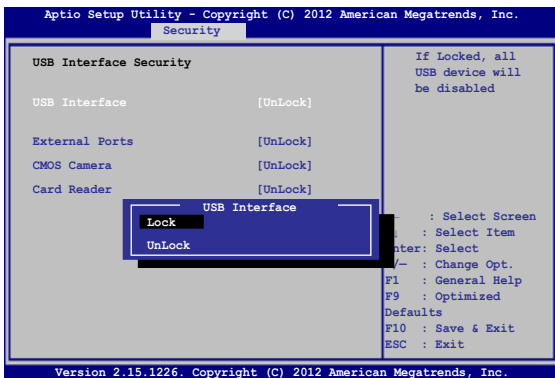 Aptio Setup Utility - Copyright (C) 2012 American Megatrends, Inc.
Security
USB Interface Security
USB Interface [UnLock]
External Ports [UnLock]
CMOS Camera [UnLock]
Card Reader [UnLock]
USB Interface
Lock
UnLock
If Locked, all
USB device will
be disabled
: Select Screen
: Select Item
nter: Select
/— : Change Opt.
F1 : General Help
F9 : Optimized
Defaults
F10 : Save & Exit
ESC : Exit
Version 2.15.1226. Copyright (C) 2012 American Megatrends, Inc.